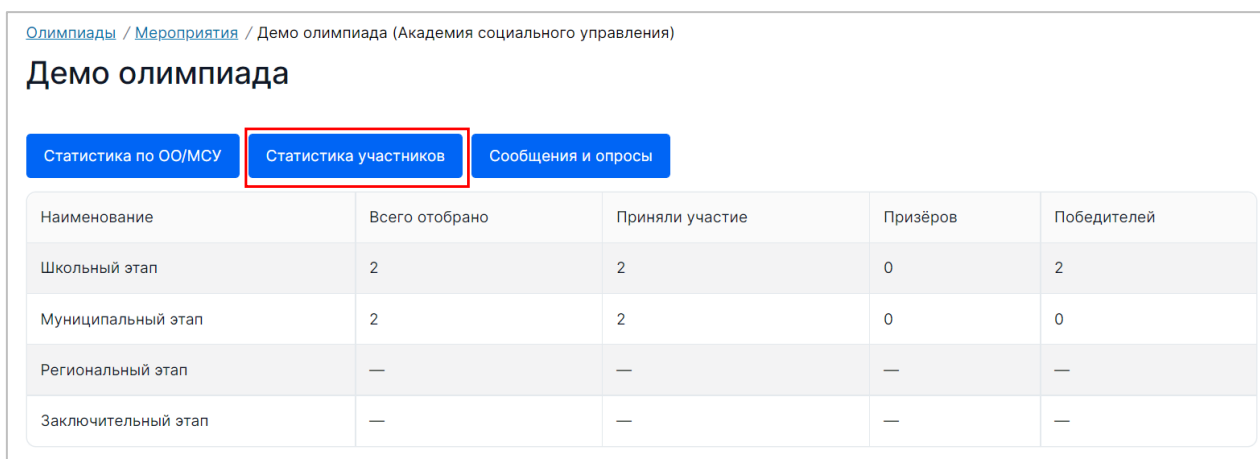 Олимпиады / Мероприятия / Демо олимпиада (Академия социального управления)
Демо олимпиада
Статистика по ОО/МСУ Статистика участников Сообщения и опросы
Наименование Всего отобрано Приняли участие Призёров Победителей
Школьный этап 2 2 0 2
Муниципальный этап 2 2 0 0
Региональный этап — — — —
Заключительный этап — — — —